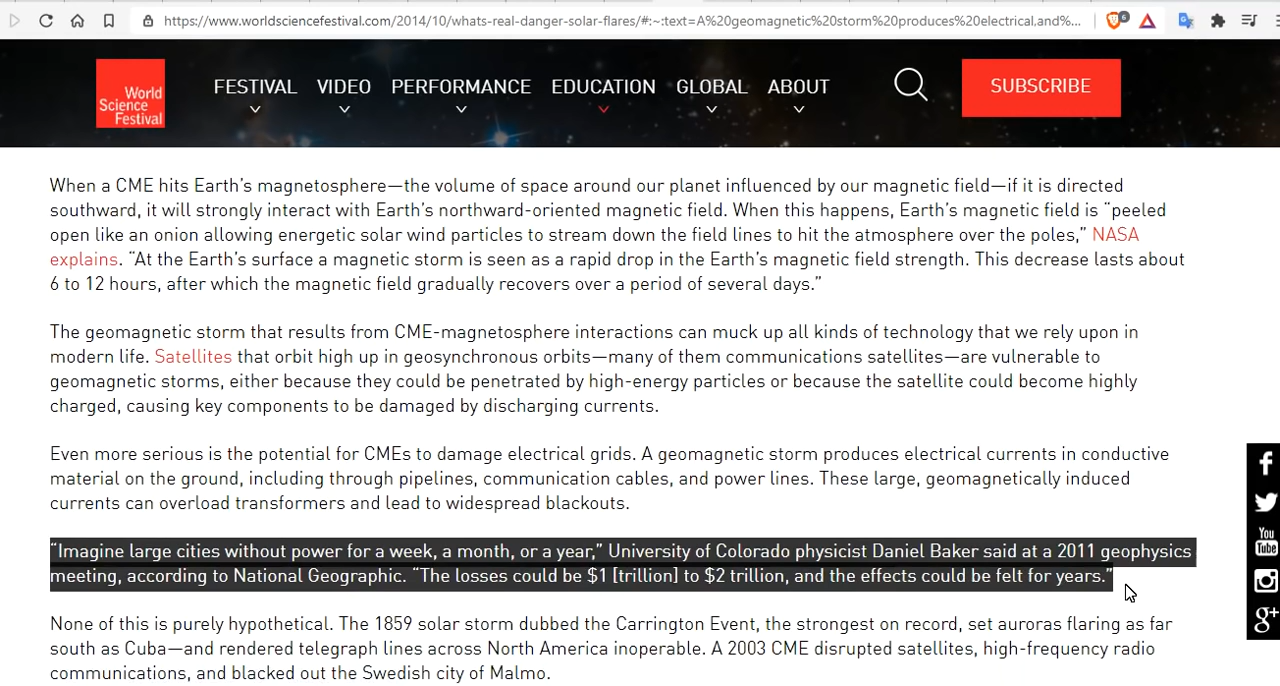 https://www.worldsciencefestival.com/2014/10/whats-real-danger-solar-flares/#:~:text=A%20geomagnetic%20storm%20produces%20electrical,and%...
6
World
Science
Festival
FESTIVAL VIDEO PERFORMANCE EDUCATION GLOBAL ABOUT SUBSCRIBE
When a CME hits Earth’s magnetosphere—the volume of space around our planet influenced by our magnetic field—if it is directed
southward, it will strongly interact with Earth’s northward-oriented magnetic field. When this happens, Earth’s magnetic field is “peeled
open like an onion allowing energetic solar wind particles to stream down the field lines to hit the atmosphere over the poles,” NASA
explains. “At the Earth’s surface a magnetic storm is seen as a rapid drop in the Earth’s magnetic field strength. This decrease lasts about
6 to 12 hours, after which the magnetic field gradually recovers over a period of several days.”
The geomagnetic storm that results from CME-magnetosphere interactions can muck up all kinds of technology that we rely upon in
modern life. Satellites that orbit high up in geosynchronous orbits—many of them communications satellites—are vulnerable to
geomagnetic storms, either because they could be penetrated by high-energy particles or because the satellite could become highly
charged, causing key components to be damaged by discharging currents.
Even more serious is the potential for CMEs to damage electrical grids. A geomagnetic storm produces electrical currents in conductive
material on the ground, including through pipelines, communication cables, and power lines. These large, geomagnetically induced
currents can overload transformers and lead to widespread blackouts.
“Imagine large cities without power for a week, a month, or a year,” University of Colorado physicist Daniel Baker said at a 2011 geophysics
meeting, according to National Geographic. “The losses could be $1 [trillion] to $2 trillion, and the effects could be felt for years.”
None of this is purely hypothetical. The 1859 solar storm dubbed the Carrington Event, the strongest on record, set auroras flaring as far
south as Cuba—and rendered telegraph lines across North America inoperable. A 2003 CME disrupted satellites, high-frequency radio
communications, and blacked out the Swedish city of Malmo.
You
Tube
g+